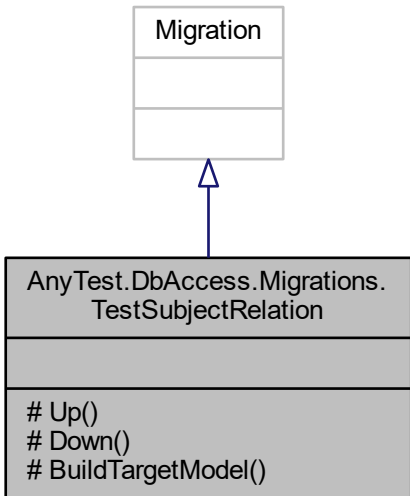 Migration
AnyTest.DbAccess.Migrations.
TestSubjectRelation
# Up()
# Down()
# BuildTargetModel()